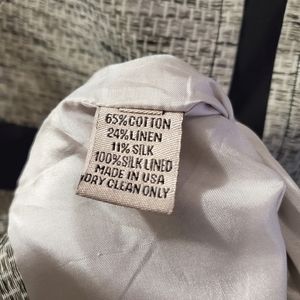 65% COTTON
24% LINEN
11% SILK
100% SILK LINED
MADE IN USA
DRY CLEAN ONLY